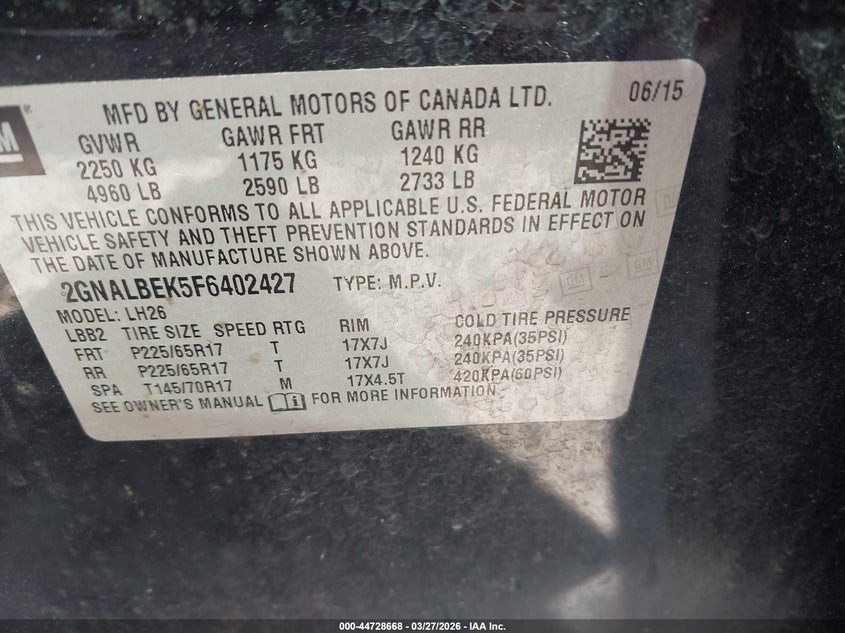 GM ®
MFD BY GENERAL MOTORS OF CANADA LTD. 06/15
GVWR GAWR FRT GAWR RR
2250 KG 1175 KG 1240 KG
4960 LB 2590 LB 2733 LB
THIS VEHICLE CONFORMS TO ALL APPLICABLE U.S. FEDERAL MOTOR
VEHICLE SAFETY AND THEFT PREVENTION STANDARDS IN EFFECT ON
THE DATE OF MANUFACTURE SHOWN ABOVE.
2GNALBEK5F6402427 TYPE: M.P.V.
MODEL: LH26
LBB2 TIRE SIZE SPEED RTG RIM COLD TIRE PRESSURE
FRT P225/65R17 T 17X7J 240KPA(35PSI)
RR P225/65R17 T 17X7J 240KPA(35PSI)
SPA T145/70R17 M 17X4.5T 420KPA(60PSI)
SEE OWNER'S MANUAL FOR MORE INFORMATION.
GM GM
000-44728668 - 03/27/2026 - IAA Inc.